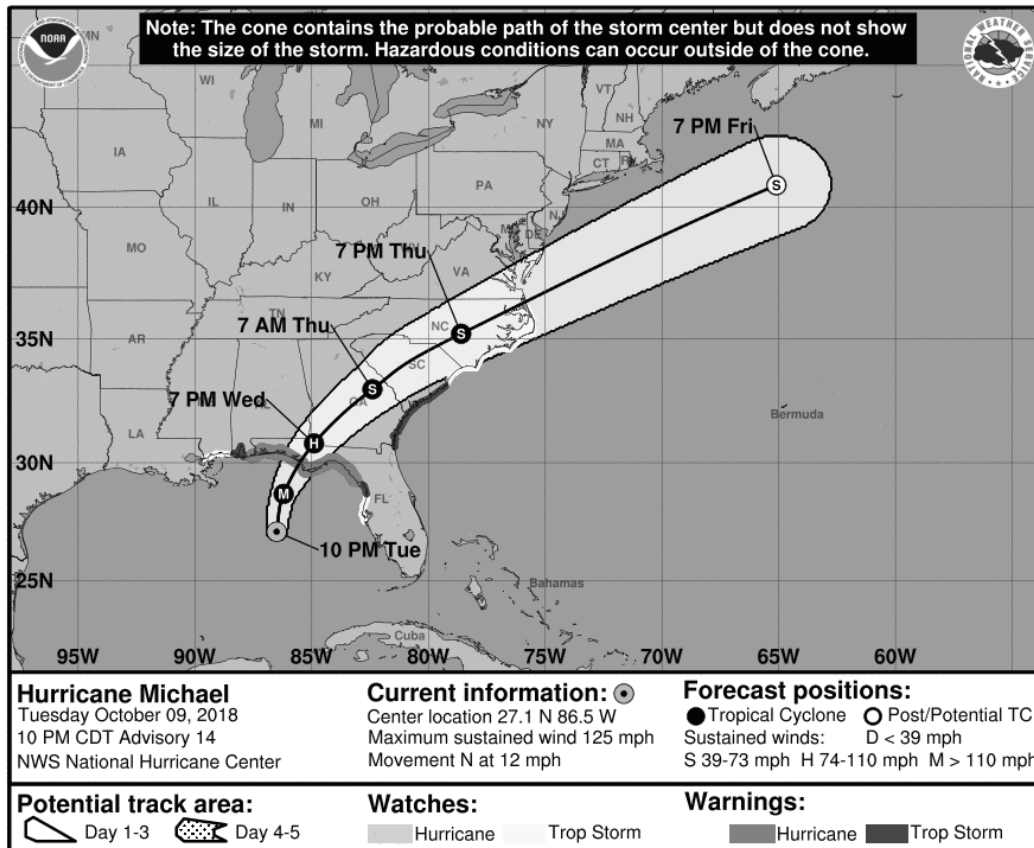 Note: The cone contains the probable path of the storm center but does not show
the size of the storm. Hazardous conditions can occur outside of the cone.
NOAA
NATIONAL WEATHER SERVICE
MN
WI
MI
VT
NH
NY
MA
CT
RI
7 PM Fri
S
IA
PA
IL
IN
OH
NJ
40N
MD
DE
MO
7 PM Thu
VA
KY
S
NC
TN
35N
AR
7 AM Thu
SC
S
GA
7 PM Wed
AL
Bermuda
LA
H
30N
M
FL
10 PM Tue
25N
Bahamas
Cuba
95W 90W 85W 80W 75W 70W 65W 60W
Hurricane Michael
Tuesday October 09, 2018
10 PM CDT Advisory 14
NWS National Hurricane Center
Current information:
Center location 27.1 N 86.5 W
Maximum sustained wind 125 mph
Movement N at 12 mph
Forecast positions:
Tropical Cyclone Post/Potential TC
Sustained winds: D < 39 mph
S 39-73 mph H 74-110 mph M > 110 mph
Potential track area:
Day 1-3 Day 4-5
Watches:
Hurricane Trop Storm
Warnings:
Hurricane Trop Storm